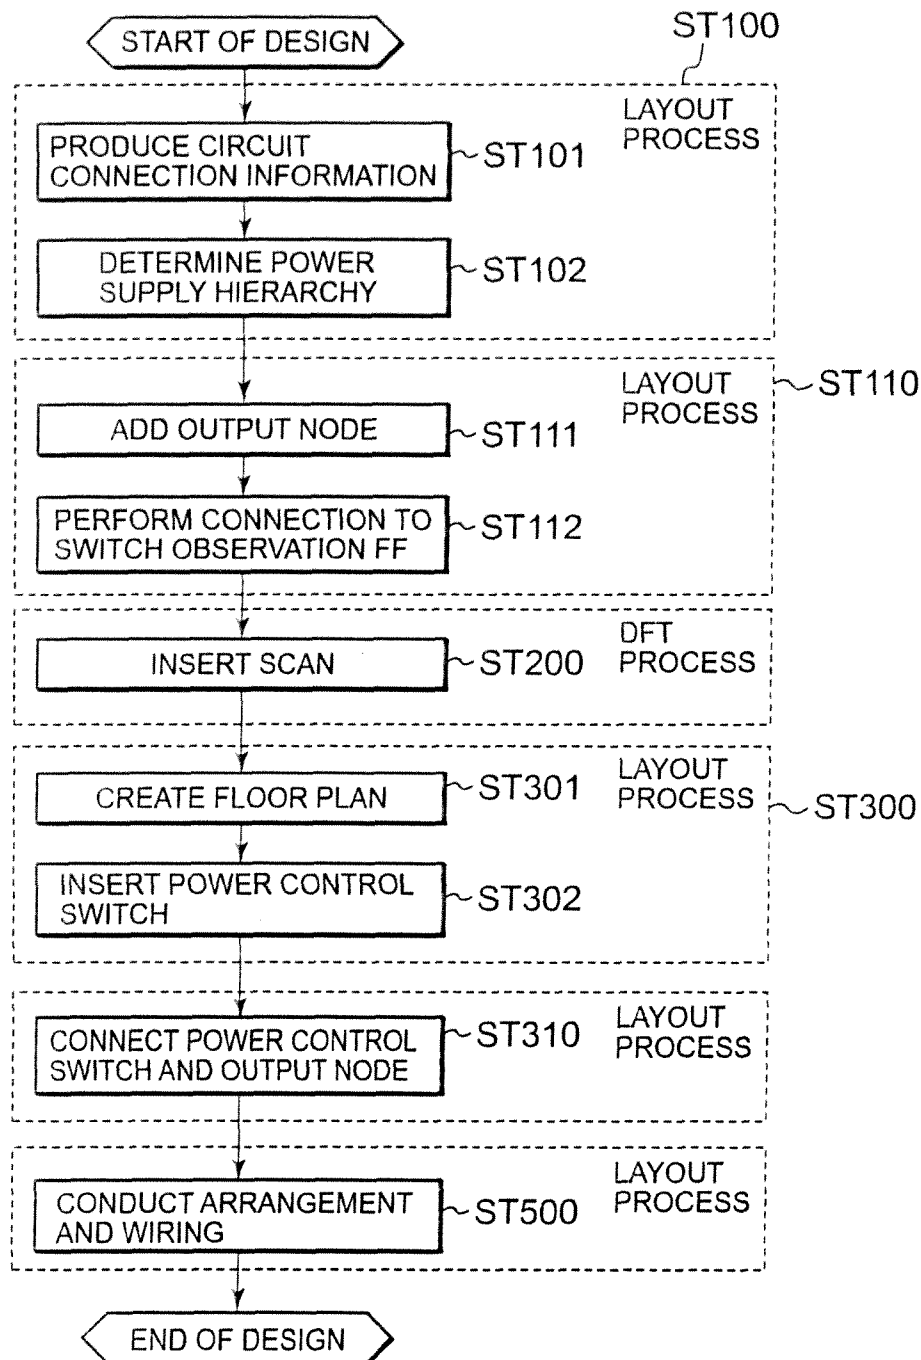 START OF DESIGN
ST100
LAYOUT
PROCESS
PRODUCE CIRCUIT
CONNECTION INFORMATION
ST101
DETERMINE POWER
SUPPLY HIERARCHY
ST102
LAYOUT
PROCESS
ST110
ADD OUTPUT NODE
ST111
PERFORM CONNECTION TO
SWITCH OBSERVATION FF
ST112
DFT
PROCESS
INSERT SCAN
ST200
LAYOUT
PROCESS
ST300
CREATE FLOOR PLAN
ST301
INSERT POWER CONTROL
SWITCH
ST302
LAYOUT
PROCESS
CONNECT POWER CONTROL
SWITCH AND OUTPUT NODE
ST310
LAYOUT
PROCESS
CONDUCT ARRANGEMENT
AND WIRING
ST500
END OF DESIGN